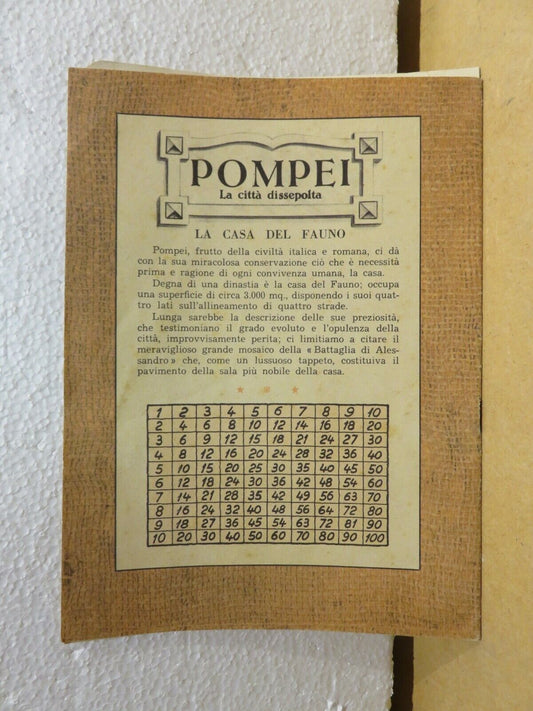 POMPEI
La città dissepolta
LA CASA DEL FAUNO
Pompei, frutto della civiltà italica e romana, ci dà
con la sua miracolosa conservazione ciò che è necessità
prima e ragione di ogni convivenza umana, la casa.
Degna di una dinastia è la casa del Fauno; occupa
una superficie di circa 3.000 mq., disponendo i suoi quat-
tro lati sull'allineamento di quattro strade.
Lunga sarebbe la descrizione delle sue preziosità,
che testimoniano il grado evoluto e l'opulenza della
città, improvvisamente perita; ci limitiamo a citare il
meraviglioso grande mosaico della « Battaglia di Ales-
sandro » che, come un lussuoso tappeto, costituiva il
pavimento della sala più nobile della casa.
1 2 3 4 5 6 7 8 9 10
2 4 6 8 10 12 14 16 18 20
3 6 9 12 15 18 21 24 27 30
4 8 12 16 20 24 28 32 36 40
5 10 15 20 25 30 35 40 45 50
6 12 18 24 30 36 42 48 54 60
7 14 21 28 35 42 49 56 63 70
8 16 24 32 40 48 56 64 72 80
9 18 27 36 45 54 63 72 81 90
10 20 30 40 50 60 70 80 90 100